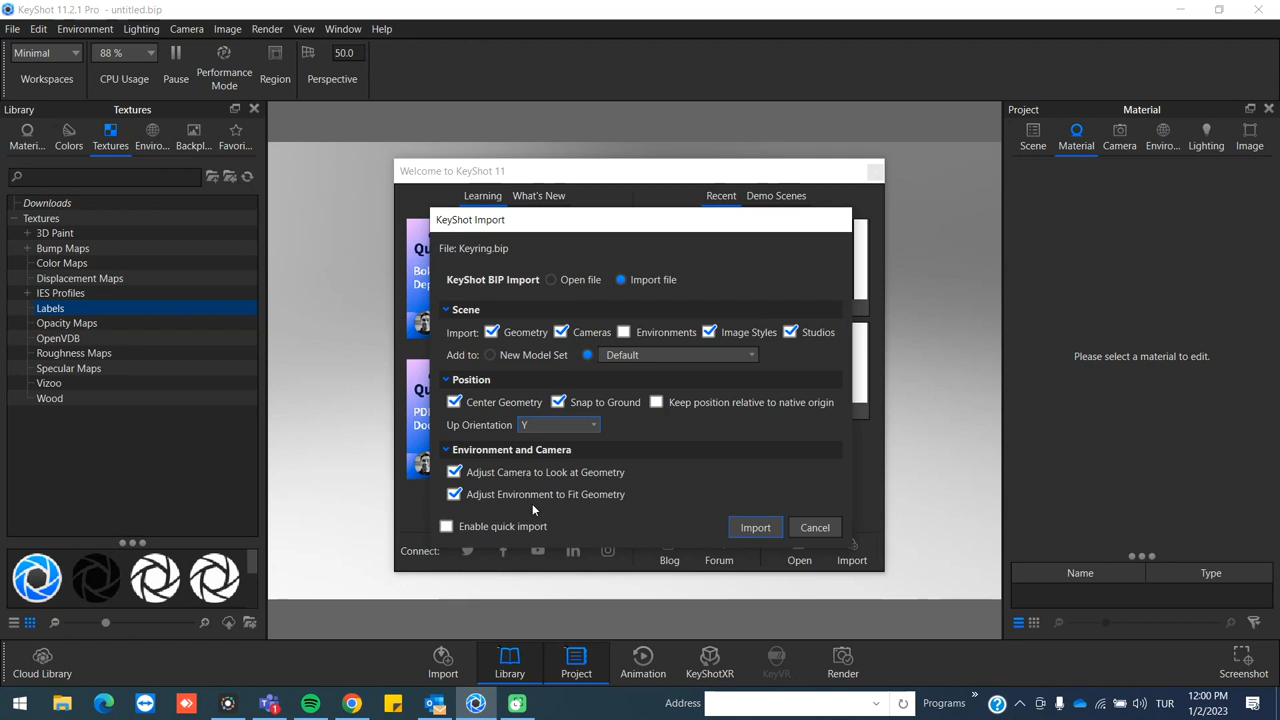 KeyShot 11.2.1 Pro - untitled.bip
File Edit Environment Lighting Camera Image Render View Window Help
Minimal 88 % 50.0
Workspaces CPU Usage Pause Performance Mode Region Perspective
Library Textures
Materi... Colors Textures Enviro... Backpl... Favori...
Downloads
Textures
3D Paint
Bump Maps
Color Maps
Displacement Maps
IES Profiles
Labels
Opacity Maps
OpenVDB
Roughness Maps
Specular Maps
Vizoo
Wood
Welcome to KeyShot 11
Learning What's New Recent Demo Scenes
KeyShot Import
File: Keyring.bip
KeyShot BIP Import Open file Import file
Scene
Import: Geometry Cameras Environments Image Styles Studios
Add to: New Model Set Default
Position
Center Geometry Snap to Ground Keep position relative to native origin
Up Orientation Y
Environment and Camera
Adjust Camera to Look at Geometry
Adjust Environment to Fit Geometry
Enable quick import Import Cancel
Connect: Blog Forum Open Import
Project Material
Scene Material Camera Enviro... Lighting Image
Please select a material to edit.
Name Type
Cloud Library Import Library Project Animation KeyShotXR KeyVR Render Screenshot
Address Programs » TUR 12:00 PM
1/2/2023